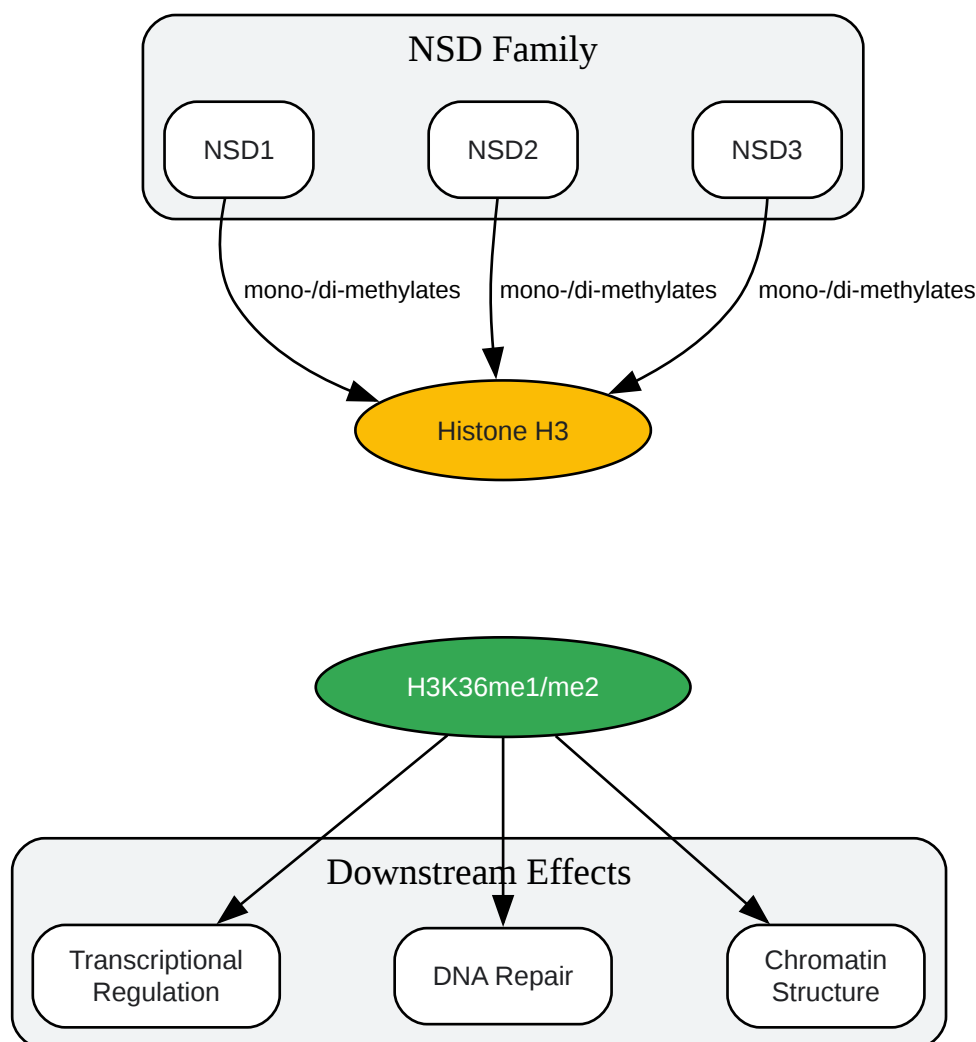 NSD Family
NSD1
NSD2
NSD3
mono-/di-methylates
mono-/di-methylates
mono-/di-methylates
Histone H3
H3K36me1/me2
Downstream Effects
Transcriptional
Regulation
DNA Repair
Chromatin
Structure